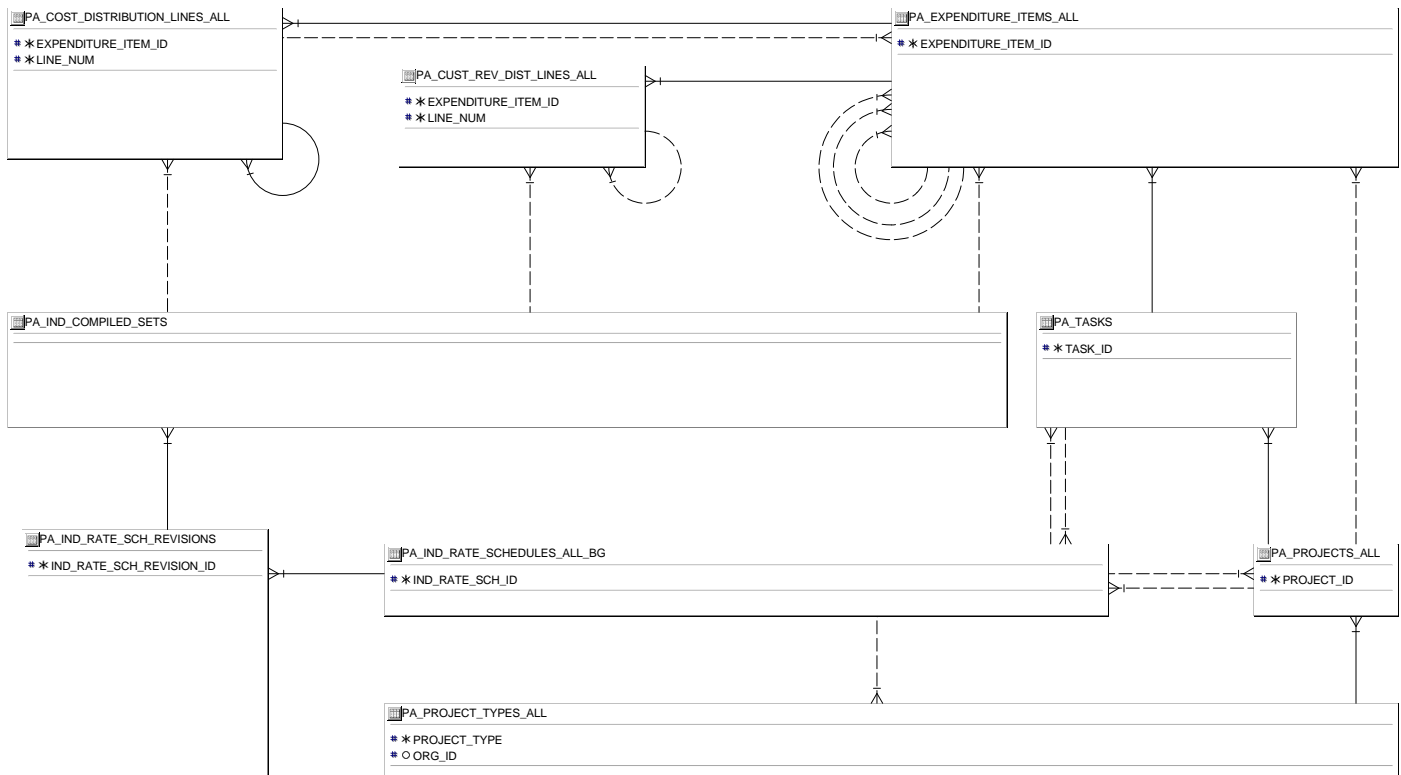 PA_COST_DISTRIBUTION_LINES_ALL
# * EXPENDITURE_ITEM_ID
# * LINE_NUM
PA_CUST_REV_DIST_LINES_ALL
# * EXPENDITURE_ITEM_ID
# * LINE_NUM
PA_EXPENDITURE_ITEMS_ALL
# * EXPENDITURE_ITEM_ID
PA_IND_COMPILED_SETS
PA_TASKS
# * TASK_ID
PA_IND_RATE_SCH_REVISIONS
# * IND_RATE_SCH_REVISION_ID
PA_IND_RATE_SCHEDULES_ALL_BG
# * IND_RATE_SCH_ID
PA_PROJECTS_ALL
# * PROJECT_ID
PA_PROJECT_TYPES_ALL
# * PROJECT_TYPE
# O ORG_ID